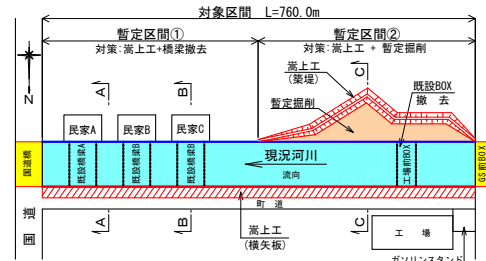 対象区間 L=760.0m
暫定区間①
暫定区間②
対策:嵩上工+橋梁撤去
対策:嵩上工 + 暫定掘削
N
A
B
C
嵩上工
(築堤)
既設BOX
撤 去
暫定掘削
民家A
民家B
民家C
国道橋
既設橋梁A
既設橋梁B
既設橋梁B
現況河川
流向
工場前BOX
GS前BOX
町 道
A
B
C
嵩上工
(横矢板)
国道
工 場
ガソリンスタンド